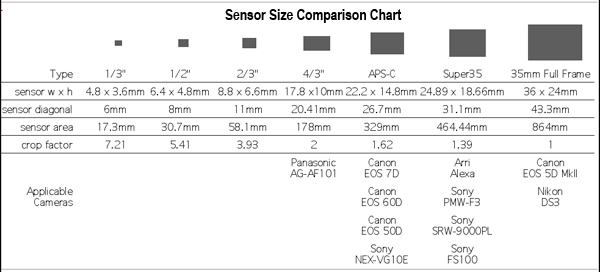 Sensor Size Comparison Chart
Type 1/3" 1/2" 2/3" 4/3" APS-C Super35 35mm Full Frame
sensor w x h 4.8 x 3.6mm 6.4 x 4.8mm 8.8 x 6.6mm 17.8 x10mm 22.2 x 14.8mm 24.89 x 18.66mm 36 x 24mm
sensor diagonal 6mm 8mm 11mm 20.41mm 26.7mm 31.1mm 43.3mm
sensor area 17.3mm 30.7mm 58.1mm 178mm 329mm 464.44mm 864mm
crop factor 7.21 5.41 3.93 2 1.62 1.39 1
Applicable
Cameras
Panasonic
AG-AF101
Canon
EOS 7D
Canon
EOS 60D
Canon
EOS 50D
Sony
NEX-VG10E
Arri
Alexa
Sony
PMW-F3
Sony
SRW-9000PL
Sony
FS100
Canon
EOS 5D MkII
Nikon
DS3